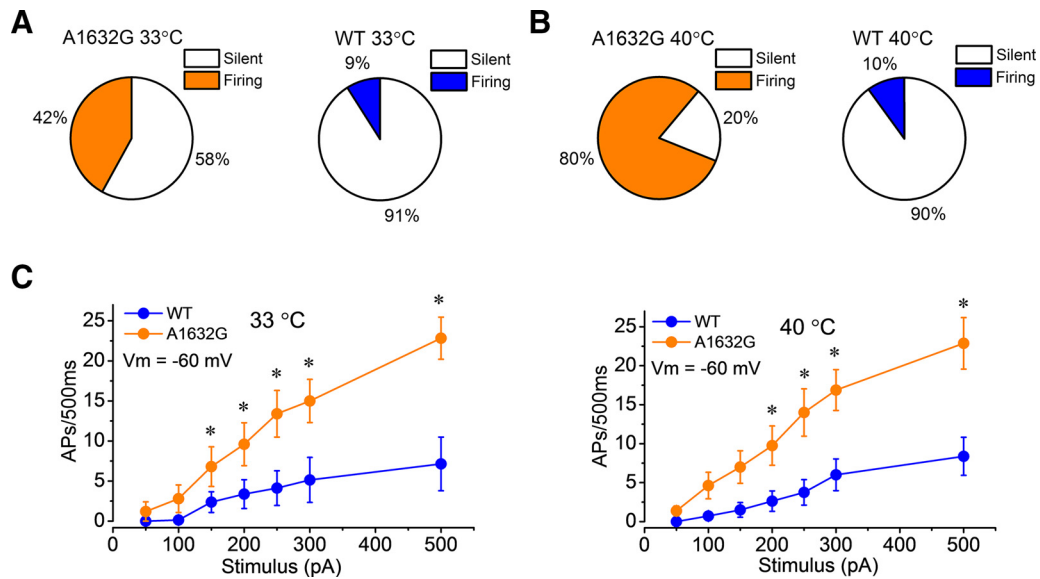 A
A1632G 33°C
Silent
Firing
42%
58%
WT 33°C
9%
Silent
Firing
91%
B
A1632G 40°C
Silent
Firing
20%
80%
WT 40°C
10%
Silent
Firing
90%
C
WT
A1632G
Vm = -60 mV
33 °C
* * * * *
APs/500ms
25
20
15
10
5
0
0 100 200 300 400 500
Stimulus (pA)
WT
A1632G
Vm = -60 mV
40 °C
* * * *
APs/500ms
25
20
15
10
5
0
0 100 200 300 400 500
Stimulus (pA)